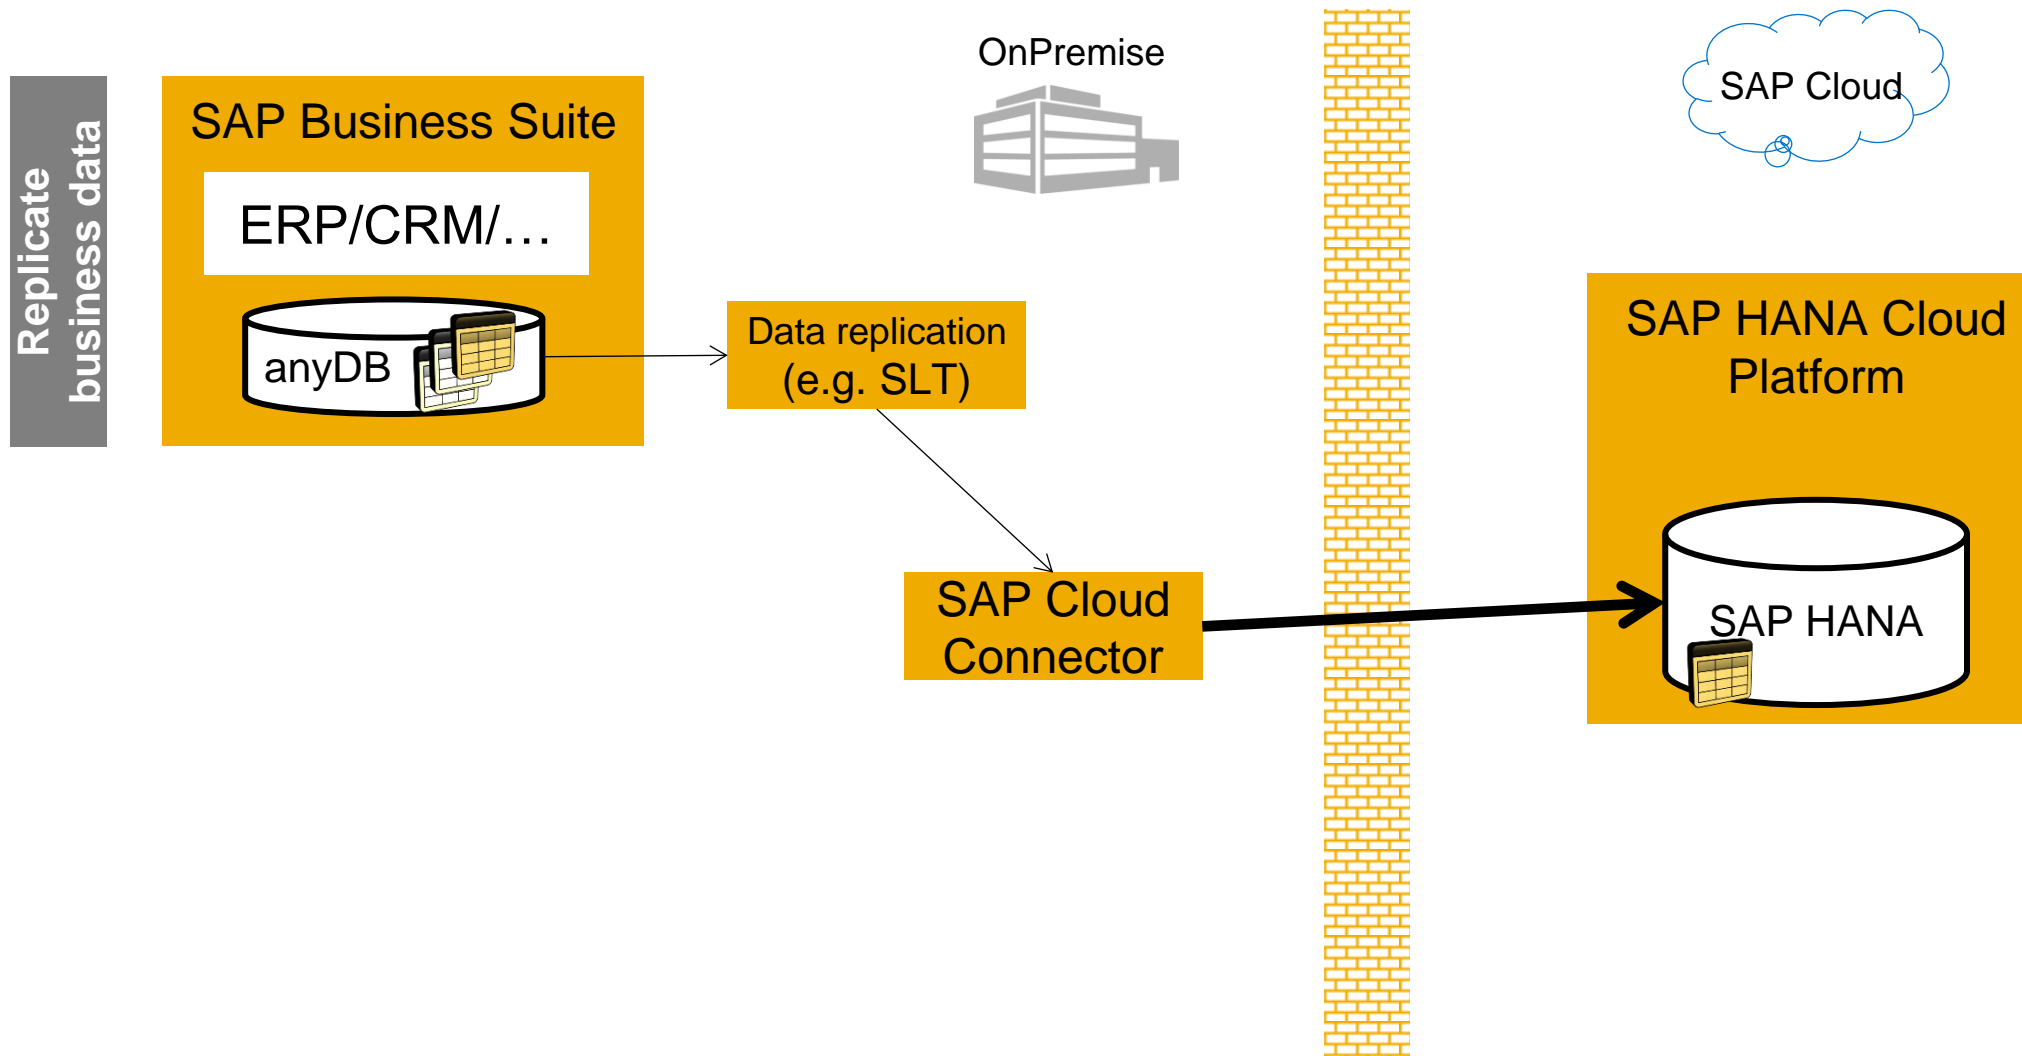 Replicate
business data
SAP Business Suite
ERP/CRM/…
anyDB
Data replication
(e.g. SLT)
OnPremise
SAP Cloud
Connector
SAP Cloud
SAP HANA Cloud
Platform
SAP HANA